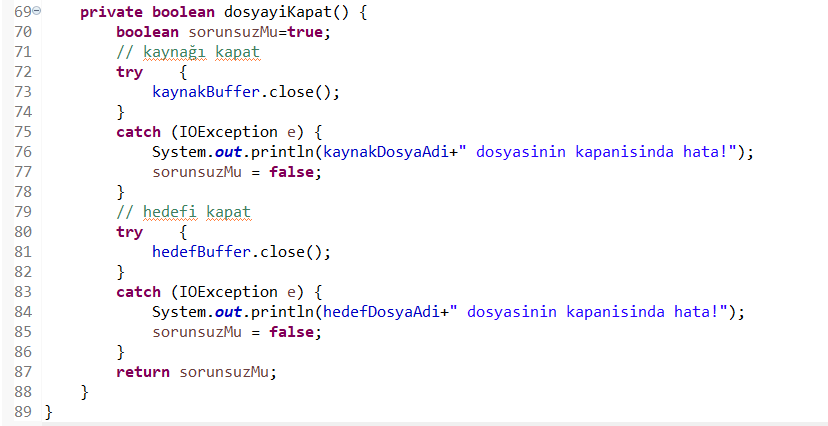 69 private boolean dosyayiKapat() {
70 boolean sorunsuzMu=true;
71 // kaynağı kapat
72 try    {
73 kaynakBuffer.close();
74 }
75 catch (IOException e) {
76 System.out.println(kaynakDosyaAdi+" dosyasinin kapanisinda hata!");
77 sorunsuzMu = false;
78 }
79 // hedefi kapat
80 try    {
81 hedefBuffer.close();
82 }
83 catch (IOException e) {
84 System.out.println(hedefDosyaAdi+" dosyasinin kapanisinda hata!");
85 sorunsuzMu = false;
86 }
87 return sorunsuzMu;
88 }
89 }